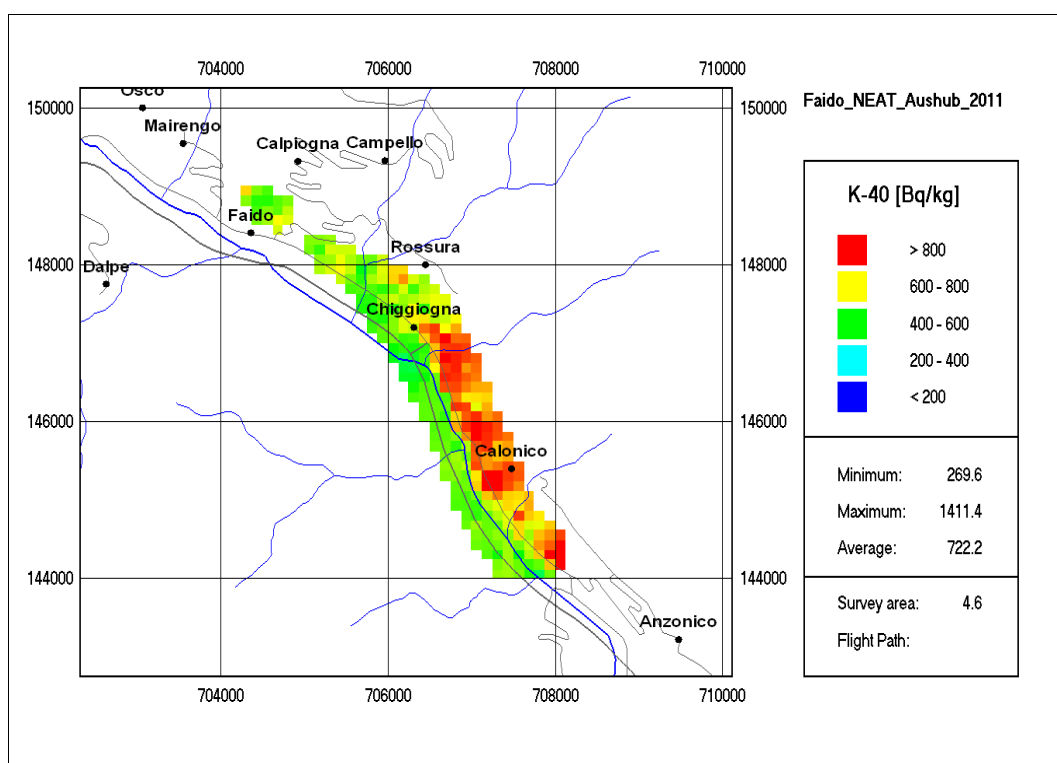 704000 706000 708000 710000
150000 Osco 150000 Faido_NEAT_Aushub_2011
Mairengo
Calpiogna Campello
K-40 [Bq/kg]
Faido
> 800
Rossura
148000 148000
Dalpe
600 - 800
Chiggiogna
400 - 600
200 - 400
< 200
146000 146000
Calonico
Minimum: 269.6
Maximum: 1411.4
Average: 722.2
144000 144000
Survey area: 4.6
Anzonico
Flight Path:
704000 706000 708000 710000